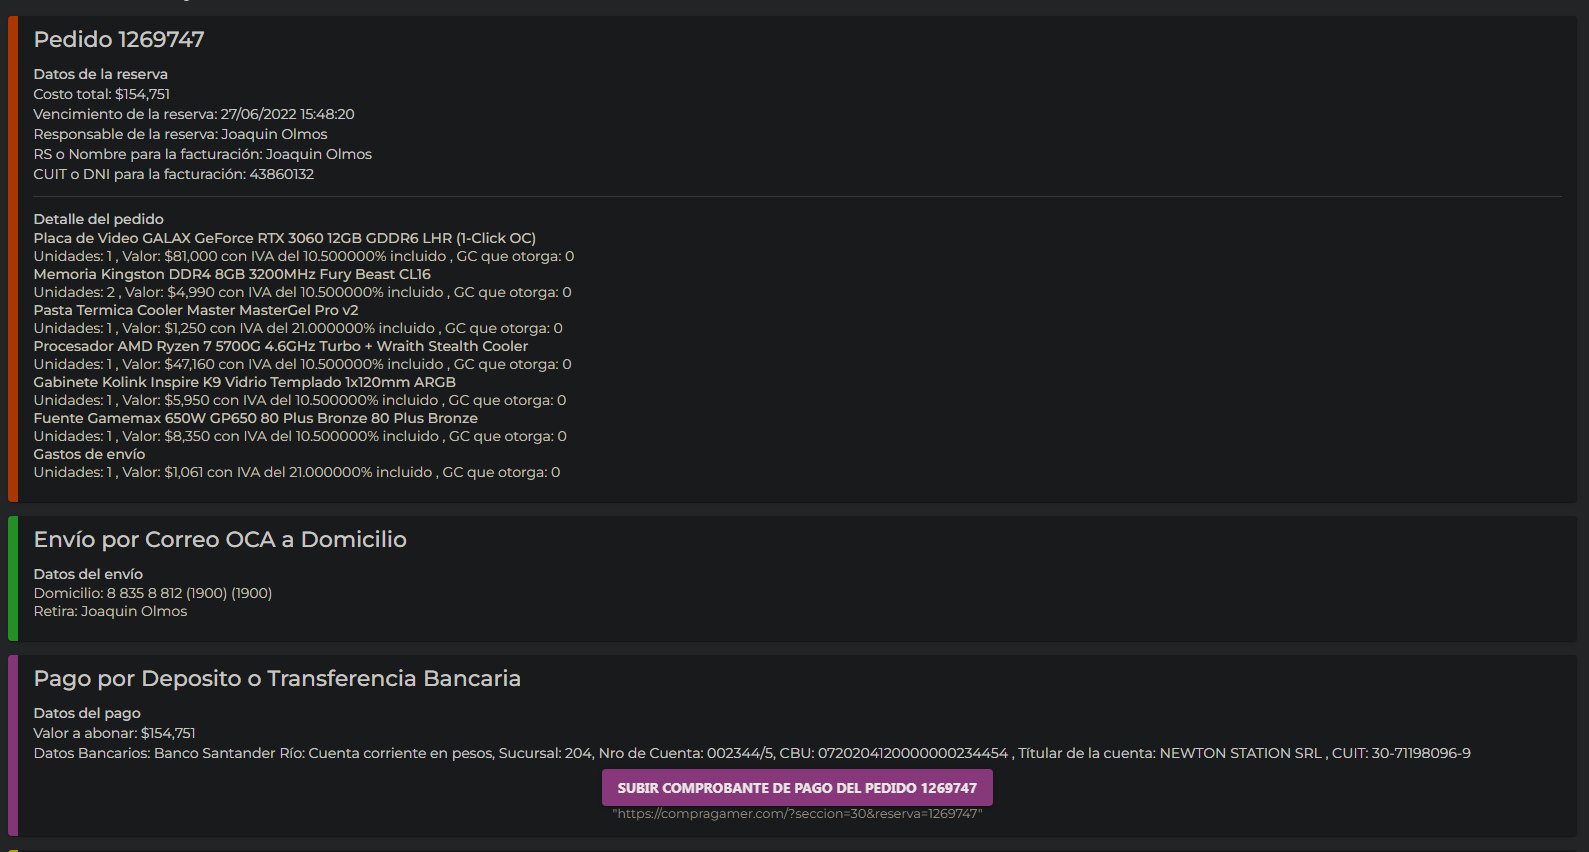 Pedido 1269747
Datos de la reserva
Costo total: $154,751
Vencimiento de la reserva: 27/06/2022 15:48:20
Responsable de la reserva: Joaquin Olmos
RS o Nombre para la facturación: Joaquin Olmos
CUIT o DNI para la facturación: 43860132
Detalle del pedido
Placa de Video GALAX GeForce RTX 3060 12GB GDDR6 LHR (1-Click OC)
Unidades: 1 , Valor: $81,000 con IVA del 10.500000% incluido , GC que otorga: 0
Memoria Kingston DDR4 8GB 3200MHz Fury Beast CL16
Unidades: 2 , Valor: $4,990 con IVA del 10.500000% incluido , GC que otorga: 0
Pasta Termica Cooler Master MasterGel Pro v2
Unidades: 1 , Valor: $1,250 con IVA del 21.000000% incluido , GC que otorga: 0
Procesador AMD Ryzen 7 5700G 4.6GHz Turbo + Wraith Stealth Cooler
Unidades: 1 , Valor: $47,160 con IVA del 10.500000% incluido , GC que otorga: 0
Gabinete Kolink Inspire K9 Vidrio Templado 1x120mm ARGB
Unidades: 1 , Valor: $5,950 con IVA del 10.500000% incluido , GC que otorga: 0
Fuente Gamemax 650W GP650 80 Plus Bronze 80 Plus Bronze
Unidades: 1 , Valor: $8,350 con IVA del 10.500000% incluido , GC que otorga: 0
Gastos de envío
Unidades: 1 , Valor: $1,061 con IVA del 21.000000% incluido , GC que otorga: 0
Envío por Correo OCA a Domicilio
Datos del envío
Domicilio: 8 835 8 812 (1900) (1900)
Retira: Joaquin Olmos
Pago por Deposito o Transferencia Bancaria
Datos del pago
Valor a abonar: $154,751
Datos Bancarios: Banco Santander Río: Cuenta corriente en pesos, Sucursal: 204, Nro de Cuenta: 002344/5, CBU: 0720204120000000234454 , Títular de la cuenta: NEWTON STATION SRL , CUIT: 30-71198096-9
SUBIR COMPROBANTE DE PAGO DEL PEDIDO 1269747
"https://compragamer.com/?seccion=30&reserva=1269747"